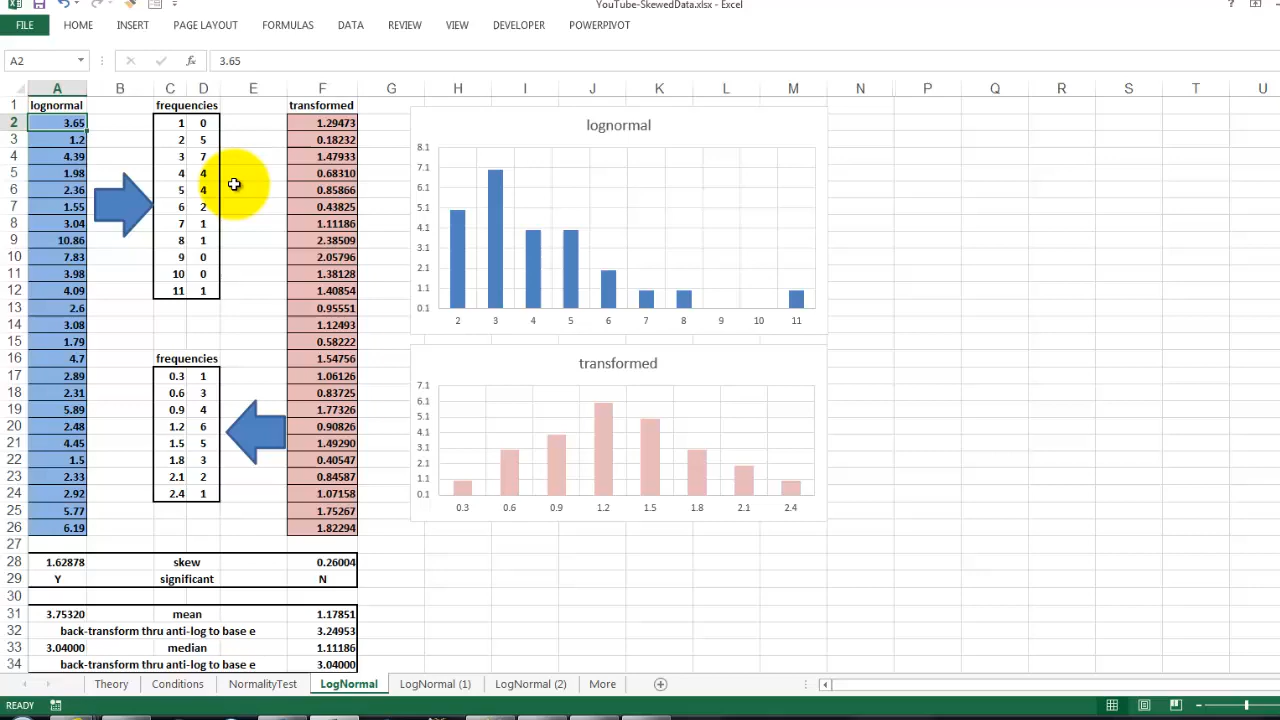 YouTube-SkewedData.xlsx - Excel
FILE HOME INSERT PAGE LAYOUT FORMULAS DATA REVIEW VIEW DEVELOPER POWERPIVOT
A2 3.65
A B C D E F G H I J K L M N O P Q R S T U
1 lognormal frequencies transformed
2 3.65 1 0 1.29473
3 1.2 2 5 0.18232
4 4.39 3 7 1.47933
5 1.98 4 4 0.68310
6 2.36 5 4 0.85866
7 1.55 6 2 0.43825
8 3.04 7 1 1.11186
9 10.86 8 1 2.38509
10 7.83 9 0 2.05796
11 3.98 10 0 1.38128
12 4.09 11 1 1.40854
13 2.6 0.95551
14 3.08 1.12493
15 1.79 0.58222
16 4.7 frequencies 1.54756
17 2.89 0.3 1 1.06126
18 2.31 0.6 3 0.83725
19 5.89 0.9 4 1.77326
20 2.48 1.2 6 0.90826
21 4.45 1.5 5 1.49290
22 1.5 1.8 3 0.40547
23 2.33 2.1 2 0.84587
24 2.92 2.4 1 1.07158
25 5.77 1.75267
26 6.19 1.82294
27
28 1.62878 skew 0.26004
29 Y significant N
30
31 3.75320 mean 1.17851
32 back-transform thru anti-log to base e 3.24953
33 3.04000 median 1.11186
34 back-transform thru anti-log to base e 3.04000
lognormal
8.1
7.1
6.1
5.1
4.1
3.1
2.1
1.1
0.1
2 3 4 5 6 7 8 9 10 11
transformed
7.1
6.1
5.1
4.1
3.1
2.1
1.1
0.1
0.3 0.6 0.9 1.2 1.5 1.8 2.1 2.4
Theory Conditions NormalityTest LogNormal LogNormal (1) LogNormal (2) More
READY